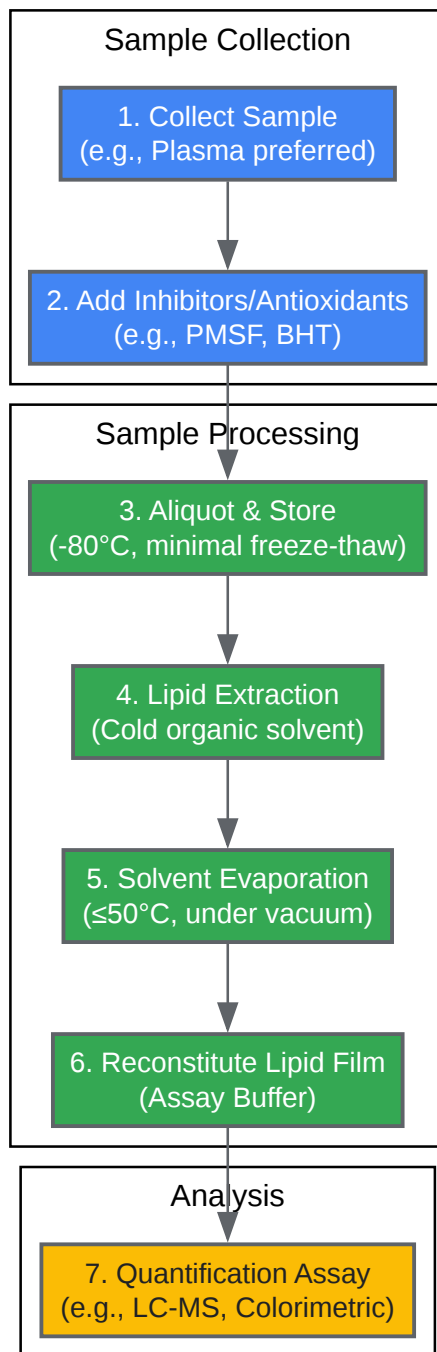 Sample Collection
1. Collect Sample
(e.g., Plasma preferred)
2. Add Inhibitors/Antioxidants
(e.g., PMSF, BHT)
Sample Processing
3. Aliquot & Store
(-80°C, minimal freeze-thaw)
4. Lipid Extraction
(Cold organic solvent)
5. Solvent Evaporation
(≤50°C, under vacuum)
6. Reconstitute Lipid Film
(Assay Buffer)
Analysis
7. Quantification Assay
(e.g., LC-MS, Colorimetric)